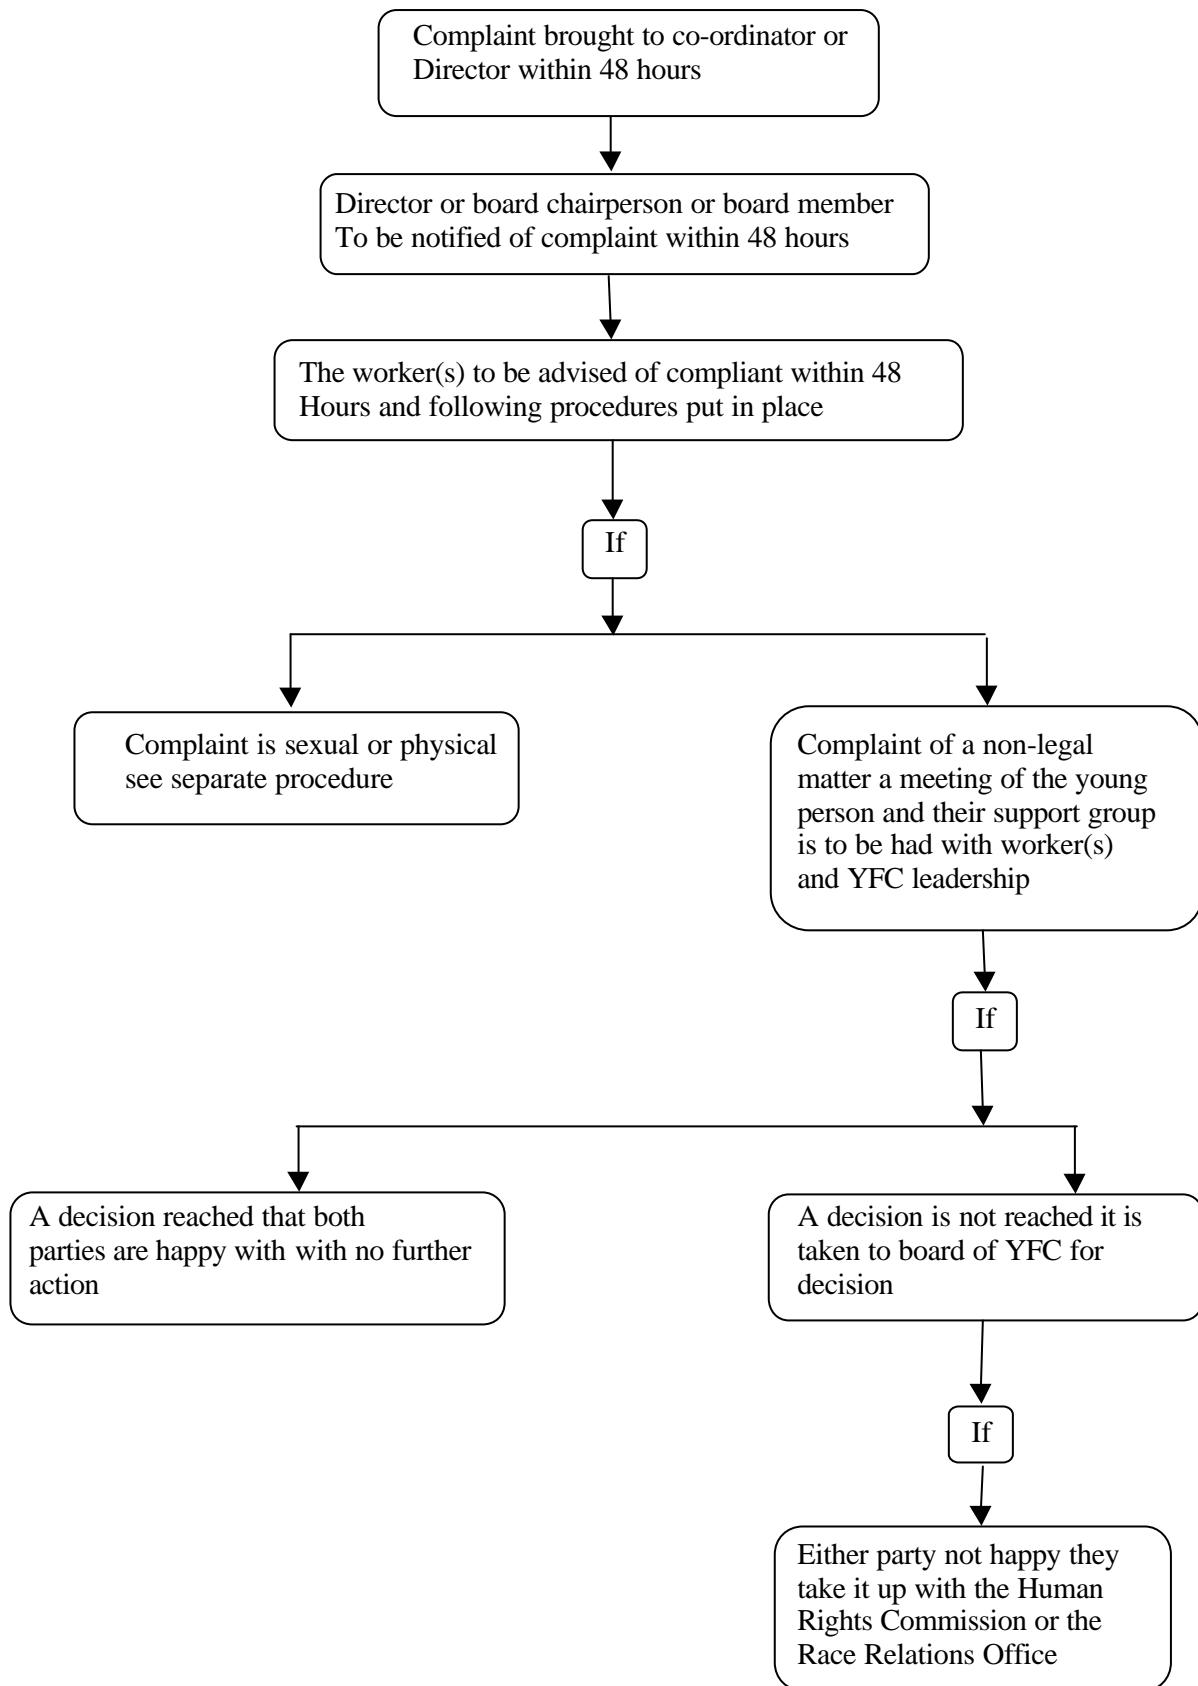 Complaint brought to co-ordinator or
Director within 48 hours
Director or board chairperson or board member
To be notified of complaint within 48 hours
The worker(s) to be advised of compliant within 48
Hours and following procedures put in place
If
Complaint is sexual or physical
see separate procedure
Complaint of a non-legal
matter a meeting of the young
person and their support group
is to be had with worker(s)
and YFC leadership
If
A decision reached that both
parties are happy with with no further
action
A decision is not reached it is
taken to board of YFC for
decision
If
Either party not happy they
take it up with the Human
Rights Commission or the
Race Relations Office